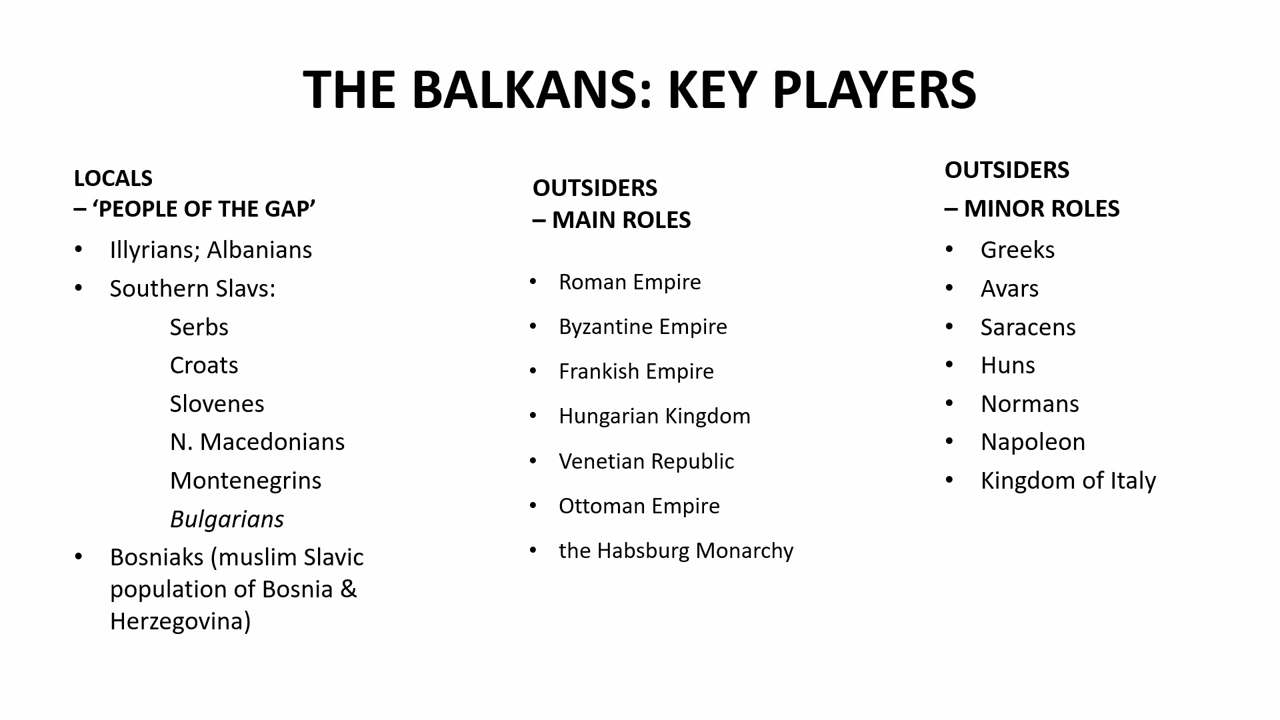 THE BALKANS: KEY PLAYERS
LOCALS
– ‘PEOPLE OF THE GAP’
• Illyrians; Albanians
• Southern Slavs:
Serbs
Croats
Slovenes
N. Macedonians
Montenegrins
Bulgarians
• Bosniaks (muslim Slavic
population of Bosnia &
Herzegovina)
OUTSIDERS
– MAIN ROLES
• Roman Empire
• Byzantine Empire
• Frankish Empire
• Hungarian Kingdom
• Venetian Republic
• Ottoman Empire
• the Habsburg Monarchy
OUTSIDERS
– MINOR ROLES
• Greeks
• Avars
• Saracens
• Huns
• Normans
• Napoleon
• Kingdom of Italy